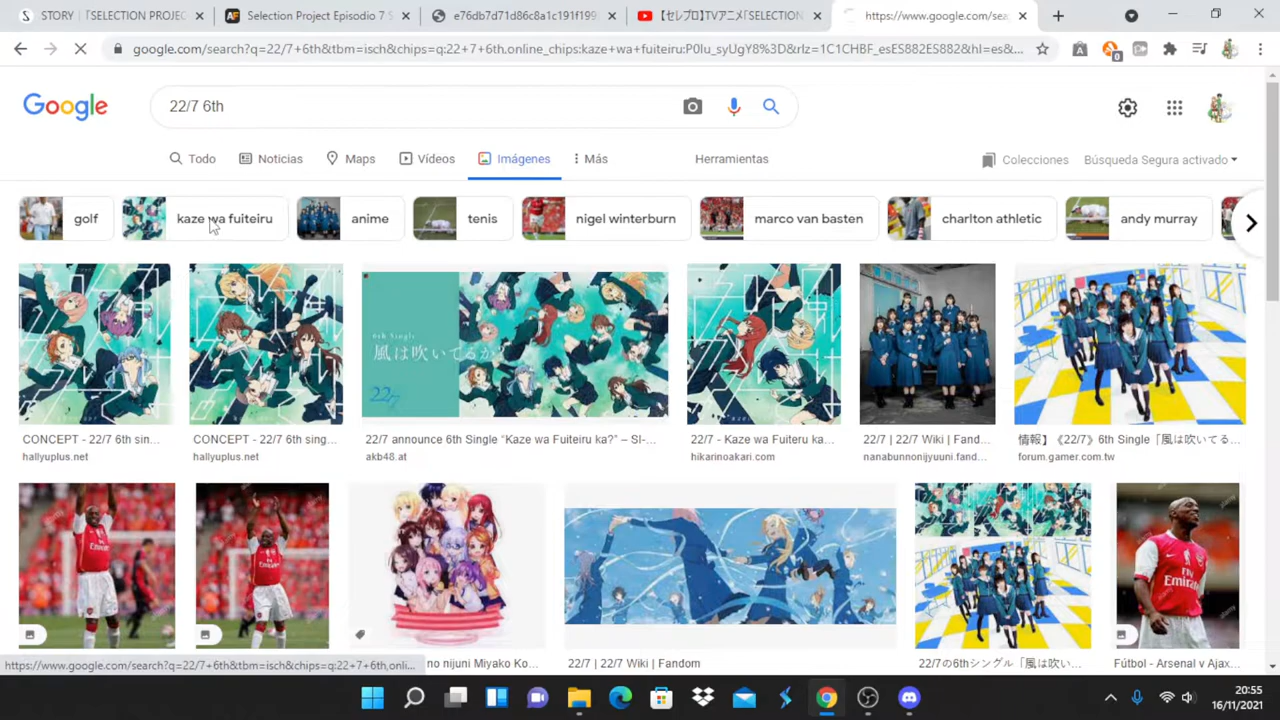 STORY | 『SELECTION PROJEC
Selection Project Episodio 7 S
e76db7d71d86c8a1c191f199
【セレプロ】TVアニメ「SELECTION
https://www.google.com/sea
google.com/search?q=22/7+6th&tbm=isch&chips=q:22+7+6th,online_chips:kaze+wa+fuiteiru:P0Iu_syUgY8%3D&rlz=1C1CHBF_esES882ES882&hl=es&...
0
Google
22/7 6th
Todo
Noticias
Maps
Vídeos
Imágenes
Más
Herramientas
Colecciones
Búsqueda Segura activado
golf
kaze wa fuiteiru
anime
tenis
nigel winterburn
marco van basten
charlton athletic
andy murray
6th Single
風は吹いてるか?
22/7
CONCEPT - 22/7 6th sin...
hallyuplus.net
CONCEPT - 22/7 6th sing...
hallyuplus.net
22/7 announce 6th Single “Kaze wa Fuiteiru ka?” – SI-...
akb48.at
22/7 - Kaze wa Fuiteru ka...
hikarinoakari.com
22/7 | 22/7 Wiki | Fand...
nanabunnonijyuuni.fand...
情報】《22/7》6th Single「風は吹いてる...
forum.gamer.com.tw
no nijuni Miyako Ko...
22/7 | 22/7 Wiki | Fandom
22/7の6thシングル「風は吹い...
Fútbol - Arsenal v Ajax...
https://www.google.com/search?q=22/7+6th&tbm=isch&chips=q:22+7+6th,onli...
20:55
16/11/2021